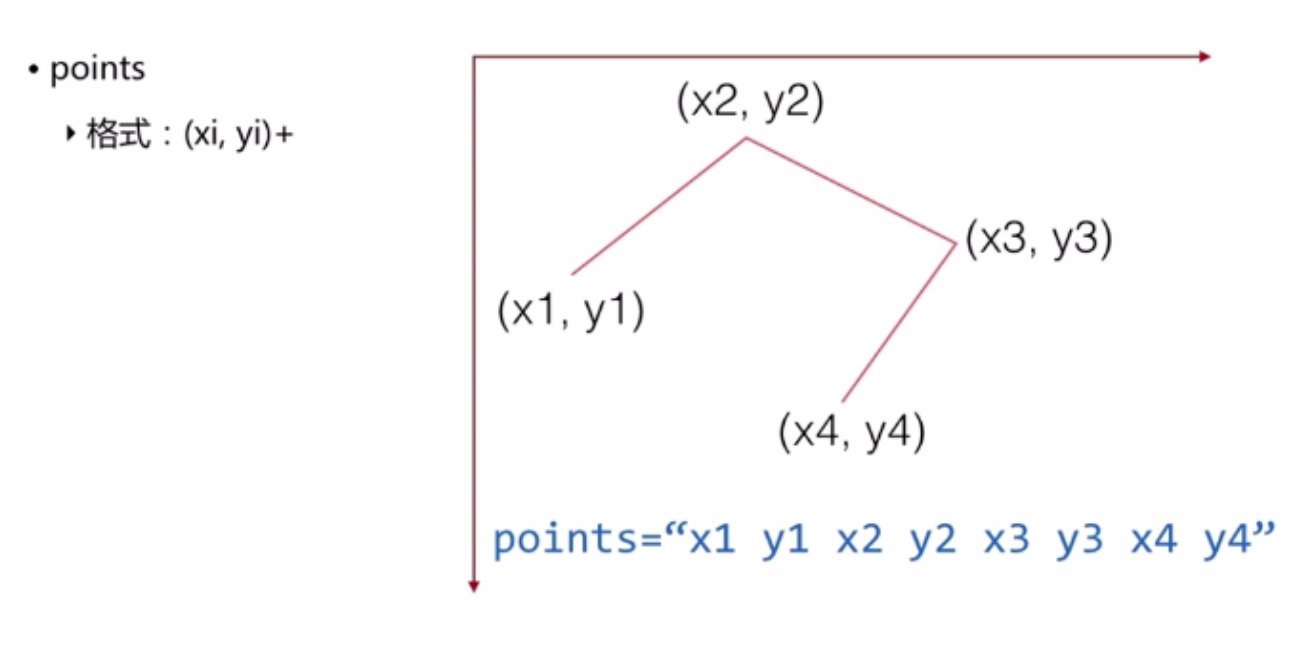 • points
‣ 格式：(xi, yi)+
(x2, y2)
(x3, y3)
(x1, y1)
(x4, y4)
points=“x1 y1 x2 y2 x3 y3 x4 y4”